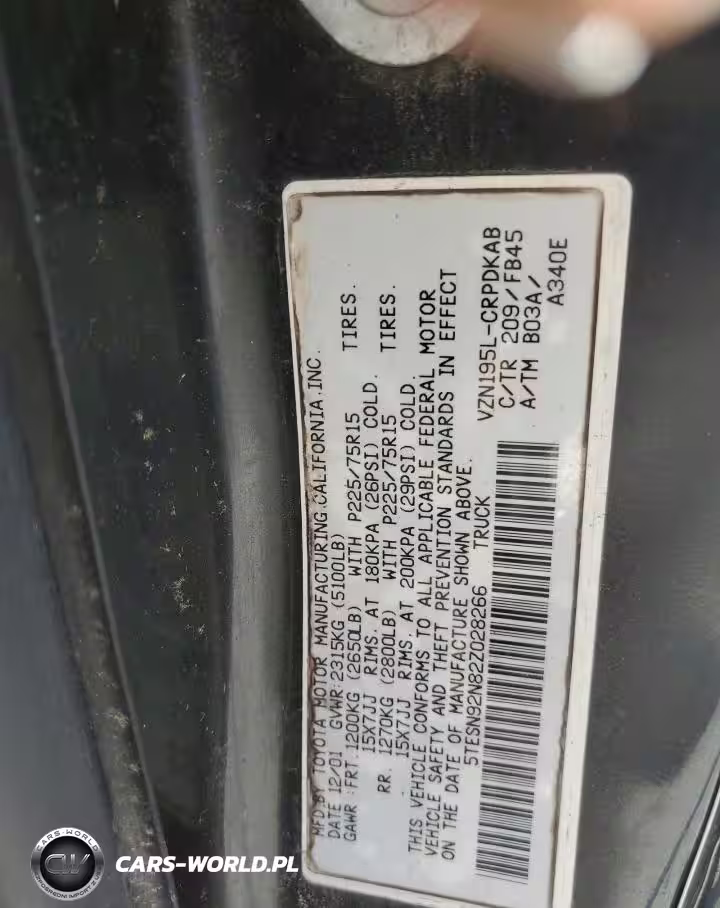 MFD.BY TOYOTA MOTOR MANUFACTURING,CALIFORNIA,INC.
DATE 12/01 GVWR:2315KG (5100LB)
GAWR :FRT.1200KG (2650LB) WITH P225/75R15 TIRES.
15X7JJ RIMS. AT 180KPA (26PSI) COLD.
RR. 1270KG (2800LB) WITH P225/75R15 TIRES.
15X7JJ RIMS. AT 200KPA (29PSI) COLD.
THIS VEHICLE CONFORMS TO ALL APPLICABLE FEDERAL MOTOR
VEHICLE SAFETY AND THEFT PREVENTION STANDARDS IN EFFECT
ON THE DATE OF MANUFACTURE SHOWN ABOVE.
5TESN92N82Z028266 TRUCK
VZN195L-CRPDKAB
C/TR 209/FB45
A/TM B03A/
A340E
CARS-WORLD
CW
CARS-WORLD.PL